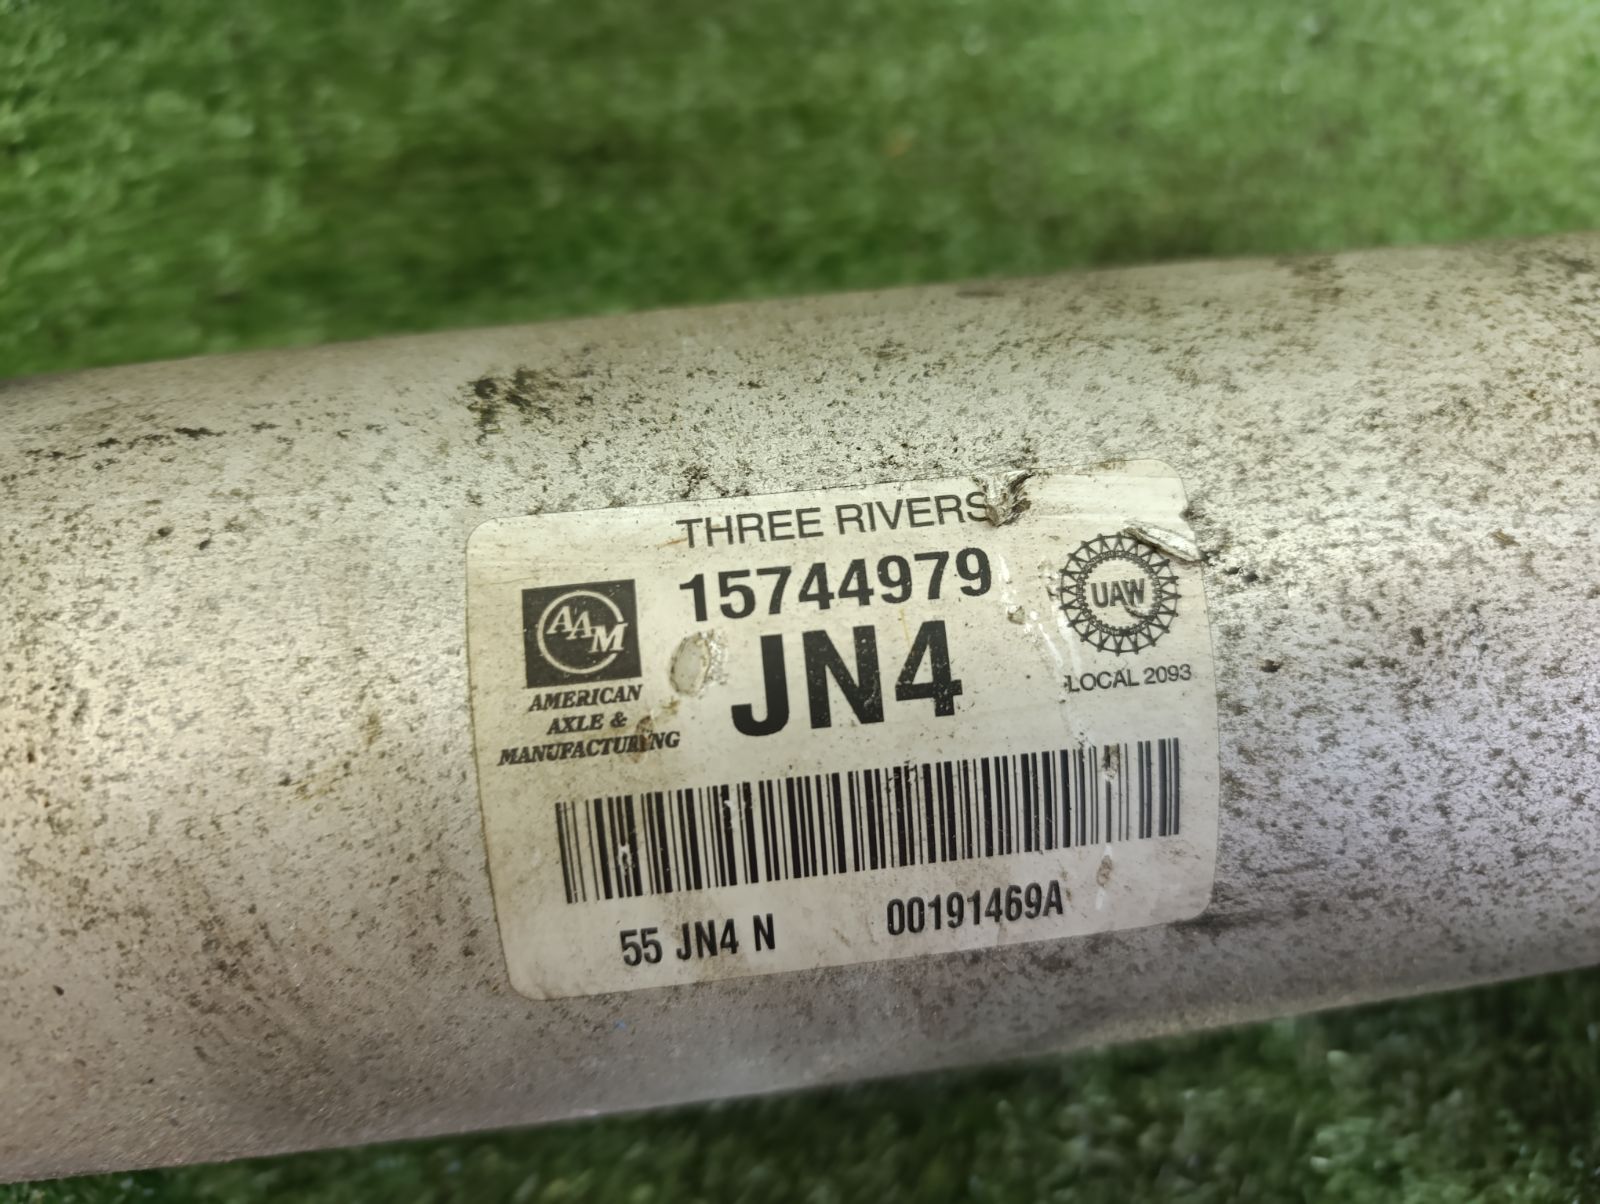 THREE RIVERS
15744979
JN4
AAM
AMERICAN
AXLE &
MANUFACTURING
UAW
LOCAL 2093
55 JN4 N
00191469A